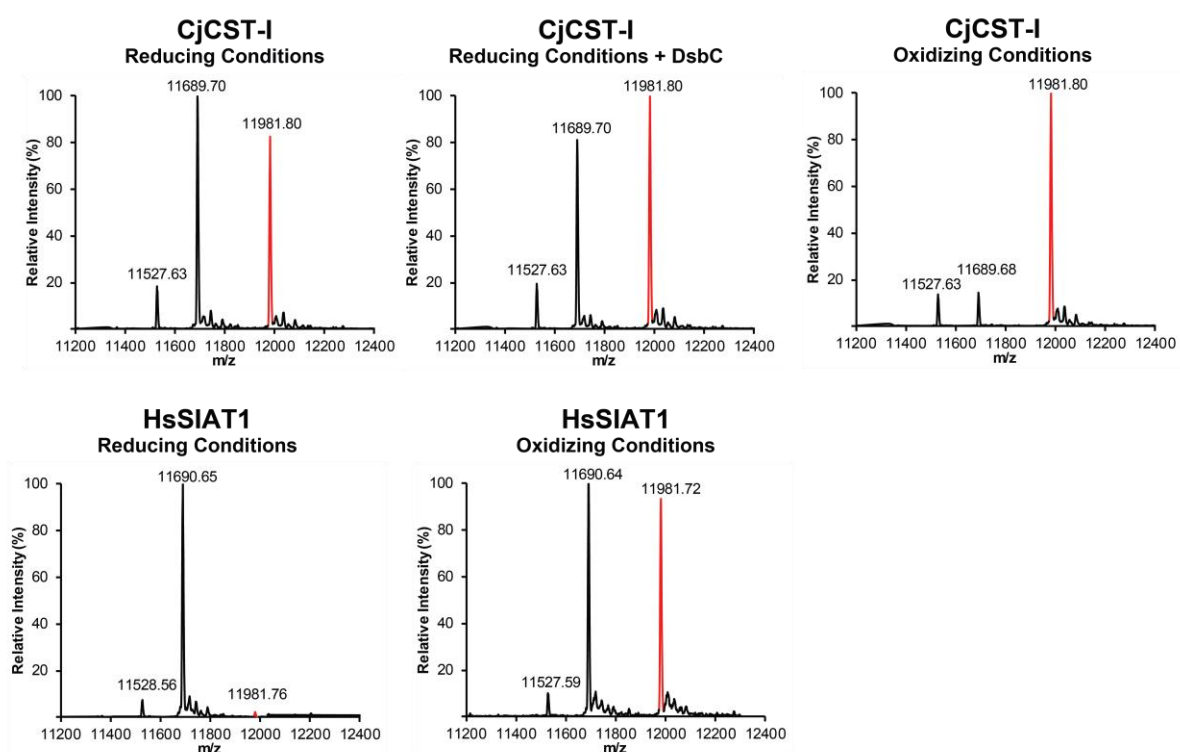 CjCST-I
Reducing Conditions
Relative Intensity (%)
100
80
60
40
20
11689.70
11981.80
11527.63
11200 11400 11600 11800 12000 12200 12400
m/z
CjCST-I
Reducing Conditions + DsbC
Relative Intensity (%)
100
80
60
40
20
11981.80
11689.70
11527.63
11200 11400 11600 11800 12000 12200 12400
m/z
CjCST-I
Oxidizing Conditions
Relative Intensity (%)
100
80
60
40
20
11981.80
11689.68
11527.63
11200 11400 11600 11800 12000 12200 12400
m/z
HsSIAT1
Reducing Conditions
Relative Intensity (%)
100
80
60
40
20
11690.65
11528.56
11981.76
11200 11400 11600 11800 12000 12200 12400
m/z
HsSIAT1
Oxidizing Conditions
Relative Intensity (%)
100
80
60
40
20
11690.64
11981.72
11527.59
11200 11400 11600 11800 12000 12200 12400
m/z